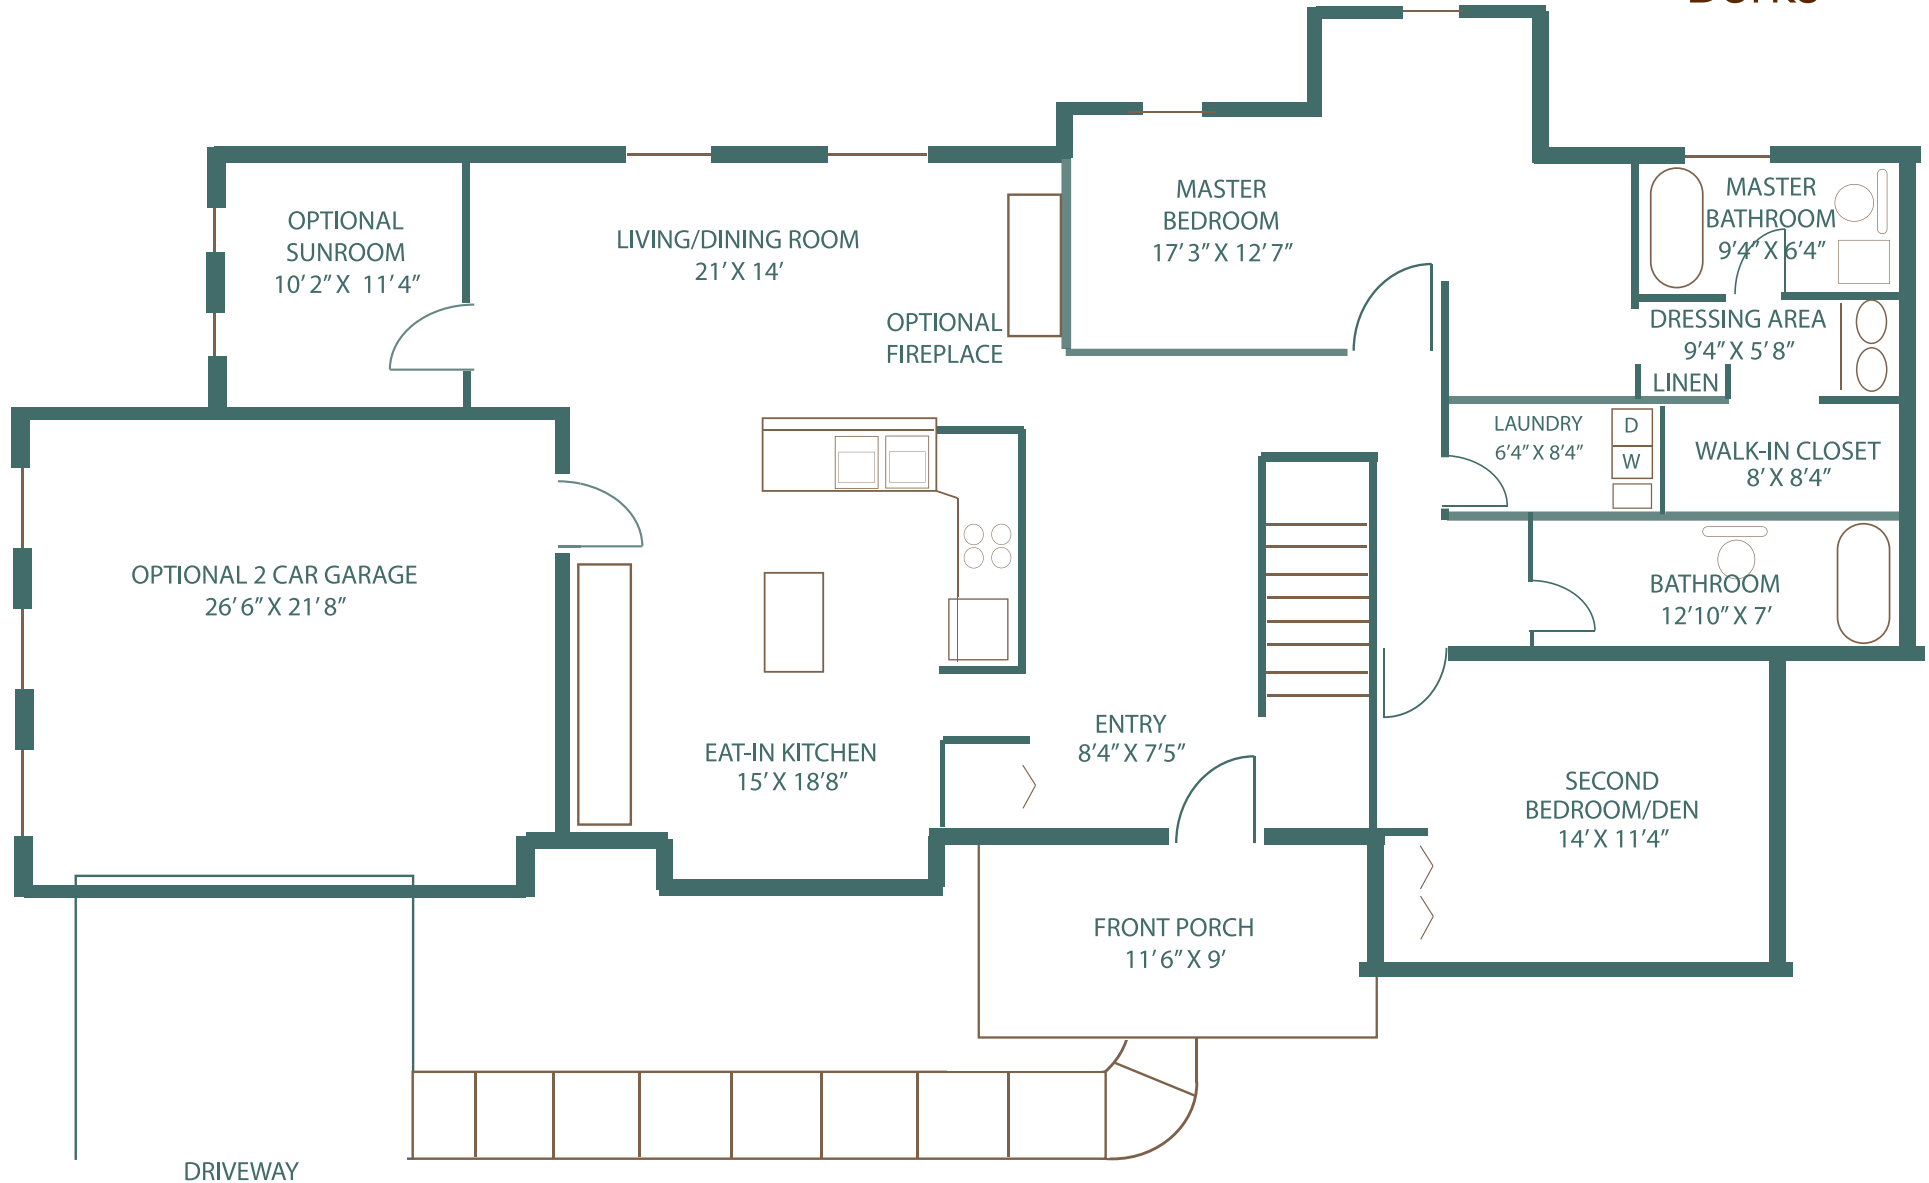 OPTIONAL
SUNROOM
10'2" X 11'4"
LIVING/DINING ROOM
21' X 14'
OPTIONAL
FIREPLACE
MASTER
BEDROOM
17'3" X 12'7"
MASTER
BATHROOM
9'4" X 6'4"
DRESSING AREA
9'4" X 5'8"
LINEN
LAUNDRY
6'4" X 8'4"
D
W
WALK-IN CLOSET
8' X 8'4"
OPTIONAL 2 CAR GARAGE
26'6" X 21'8"
BATHROOM
12'10" X 7'
EAT-IN KITCHEN
15' X 18'8"
ENTRY
8'4" X 7'5"
SECOND
BEDROOM/DEN
14' X 11'4"
FRONT PORCH
11'6" X 9'
DRIVEWAY